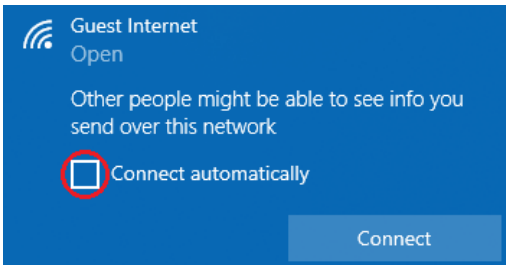 Guest Internet
Open
Other people might be able to see info you
send over this network
Connect automatically
Connect